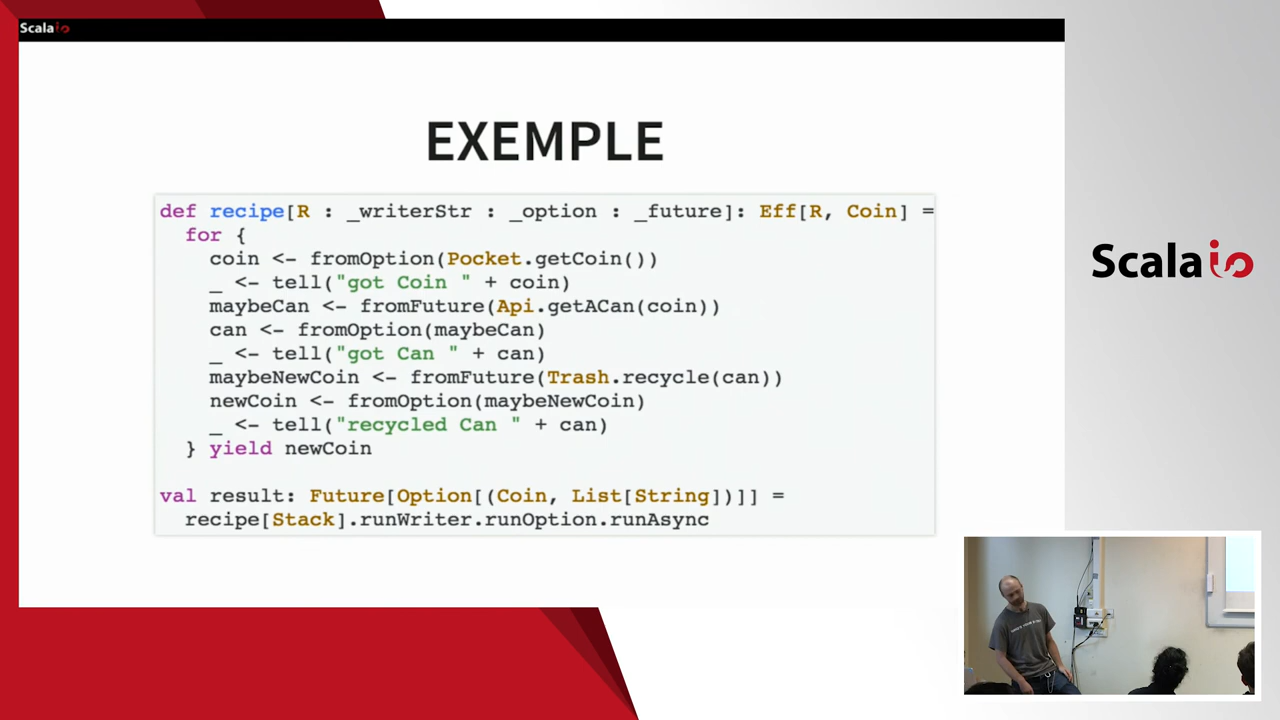 Scalaio
EXEMPLE
def recipe[R : _writerStr : _option : _future]: Eff[R, Coin] =
for {
coin <- fromOption(Pocket.getCoin())
_ <- tell("got Coin " + coin)
maybeCan <- fromFuture(Api.getACan(coin))
can <- fromOption(maybeCan)
_ <- tell("got Can " + can)
maybeNewCoin <- fromFuture(Trash.recycle(can))
newCoin <- fromOption(maybeNewCoin)
_ <- tell("recycled Can " + can)
} yield newCoin
val result: Future[Option[(Coin, List[String])]] =
recipe[Stack].runWriter.runOption.runAsync
Scalaio